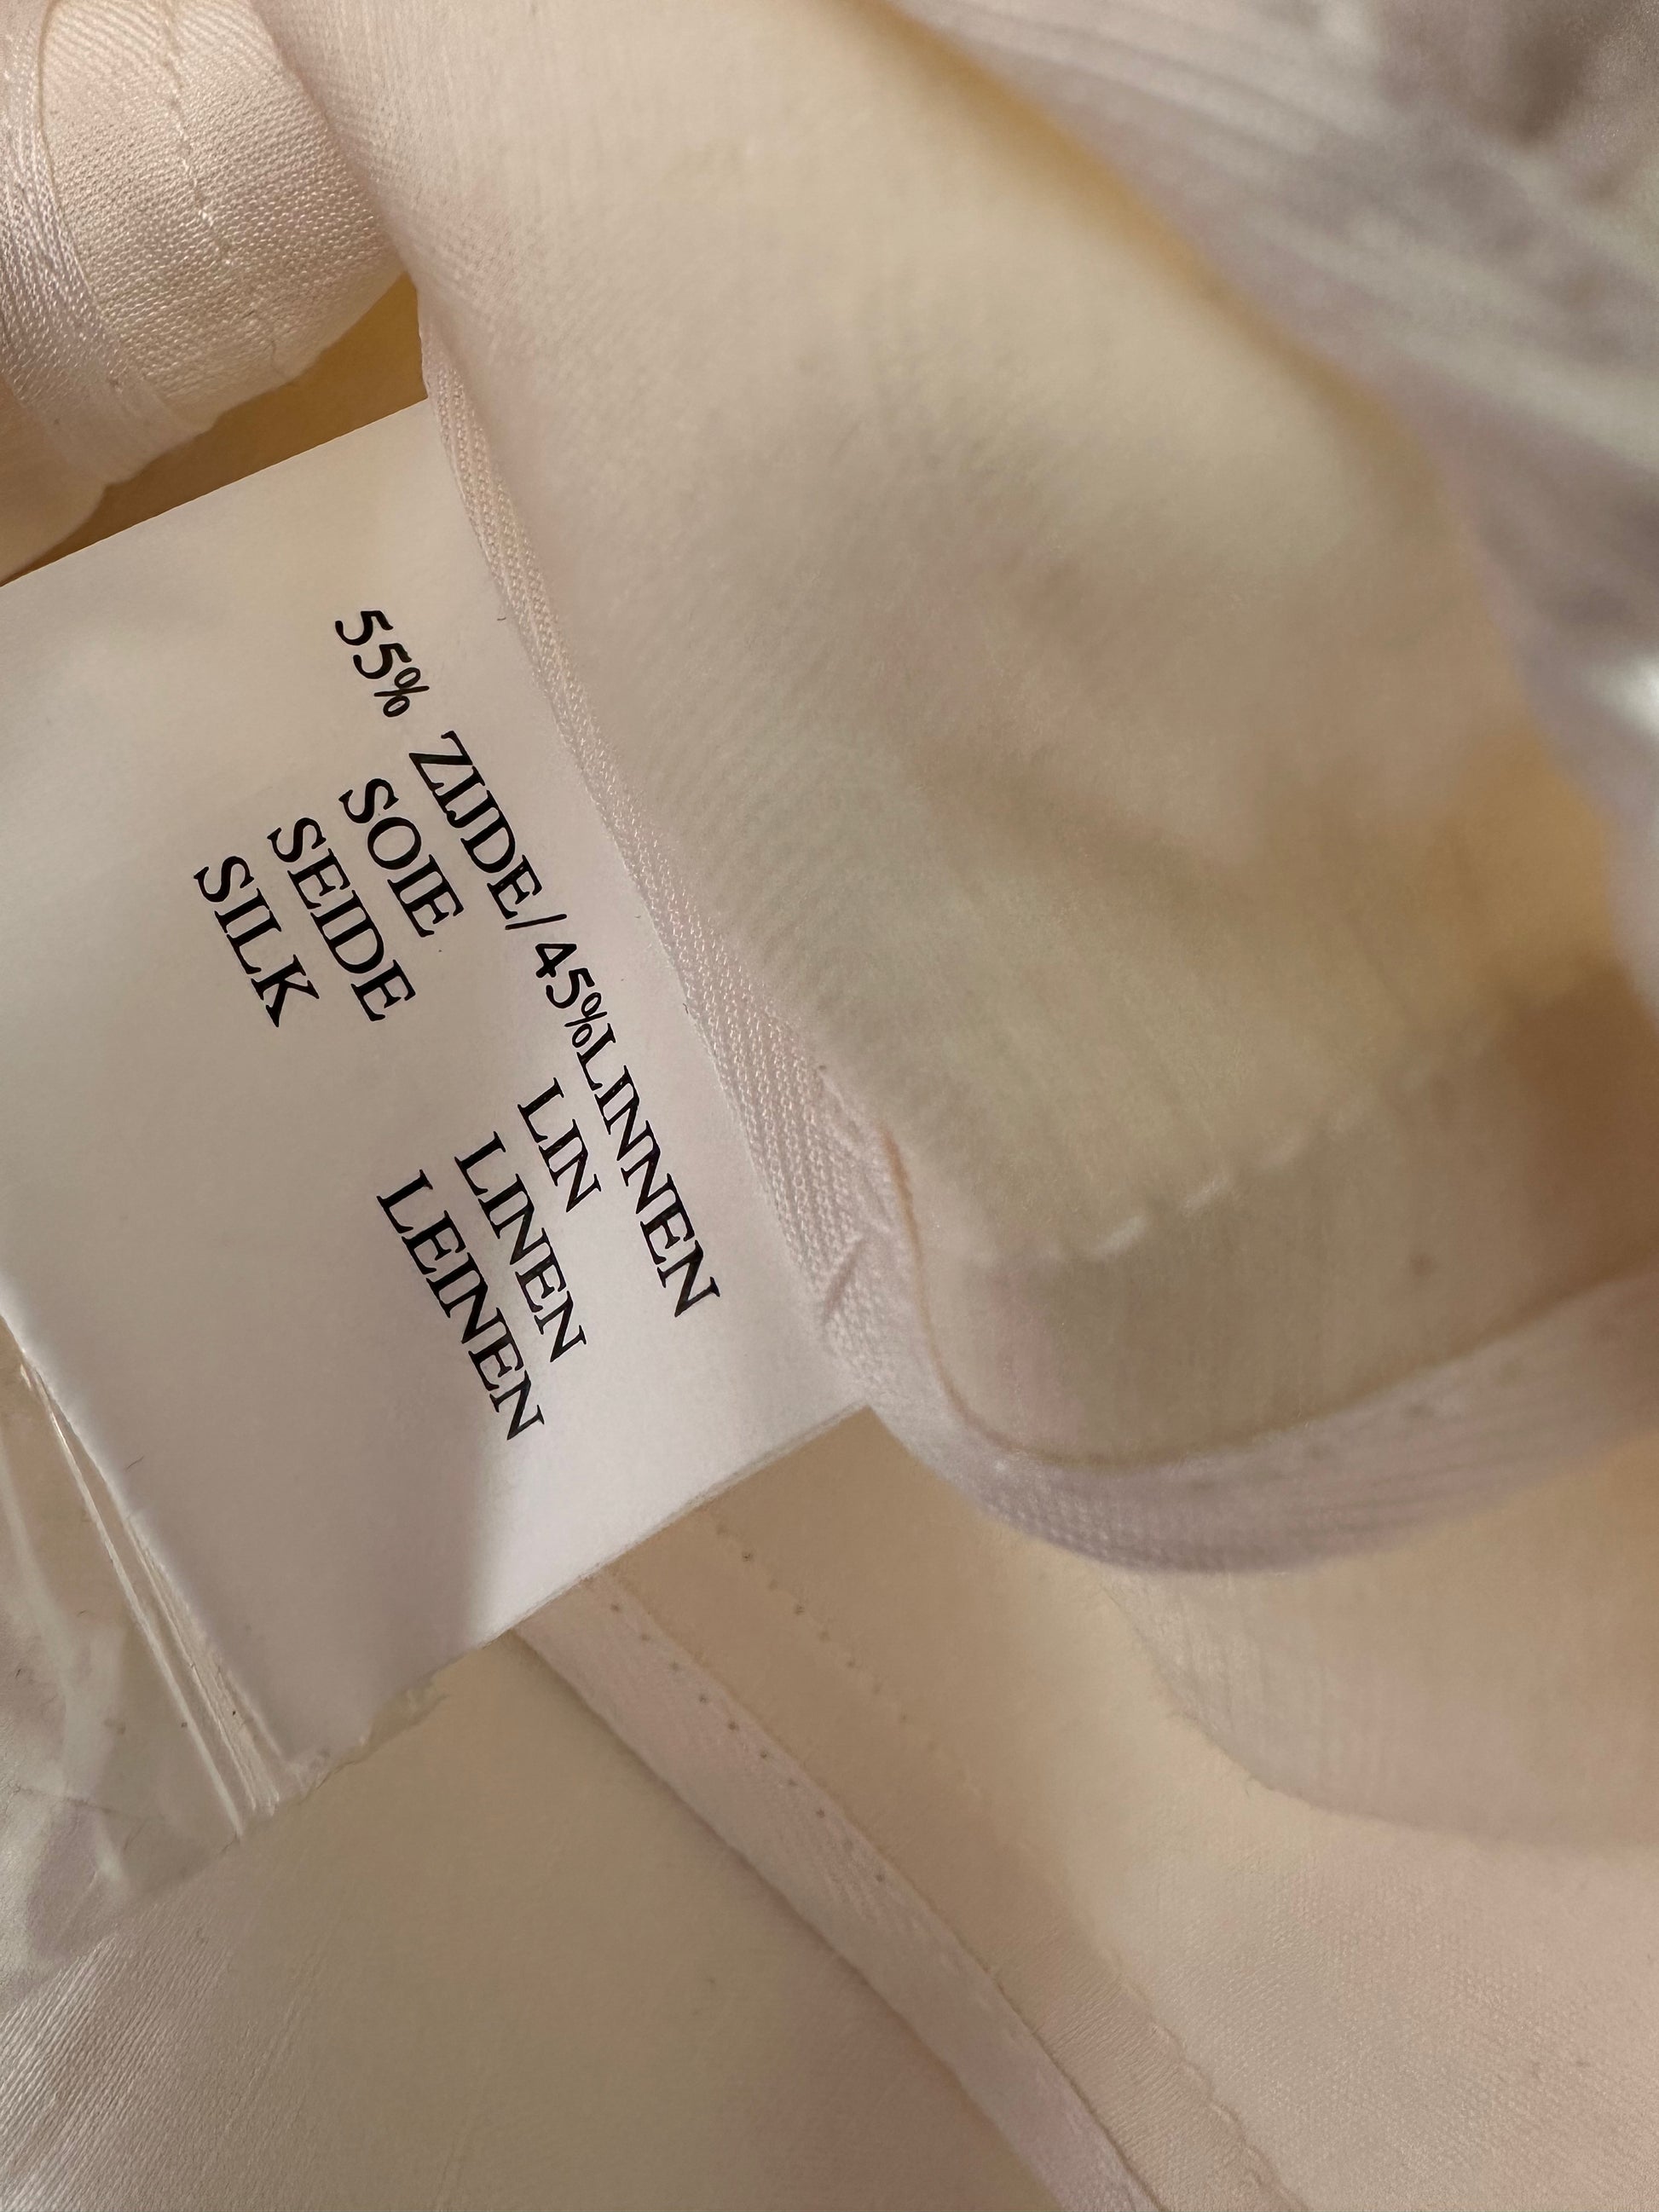 55% ZIJDE/45%LINNEN
SOIE LIN
SEIDE LINEN
SILK LEINEN